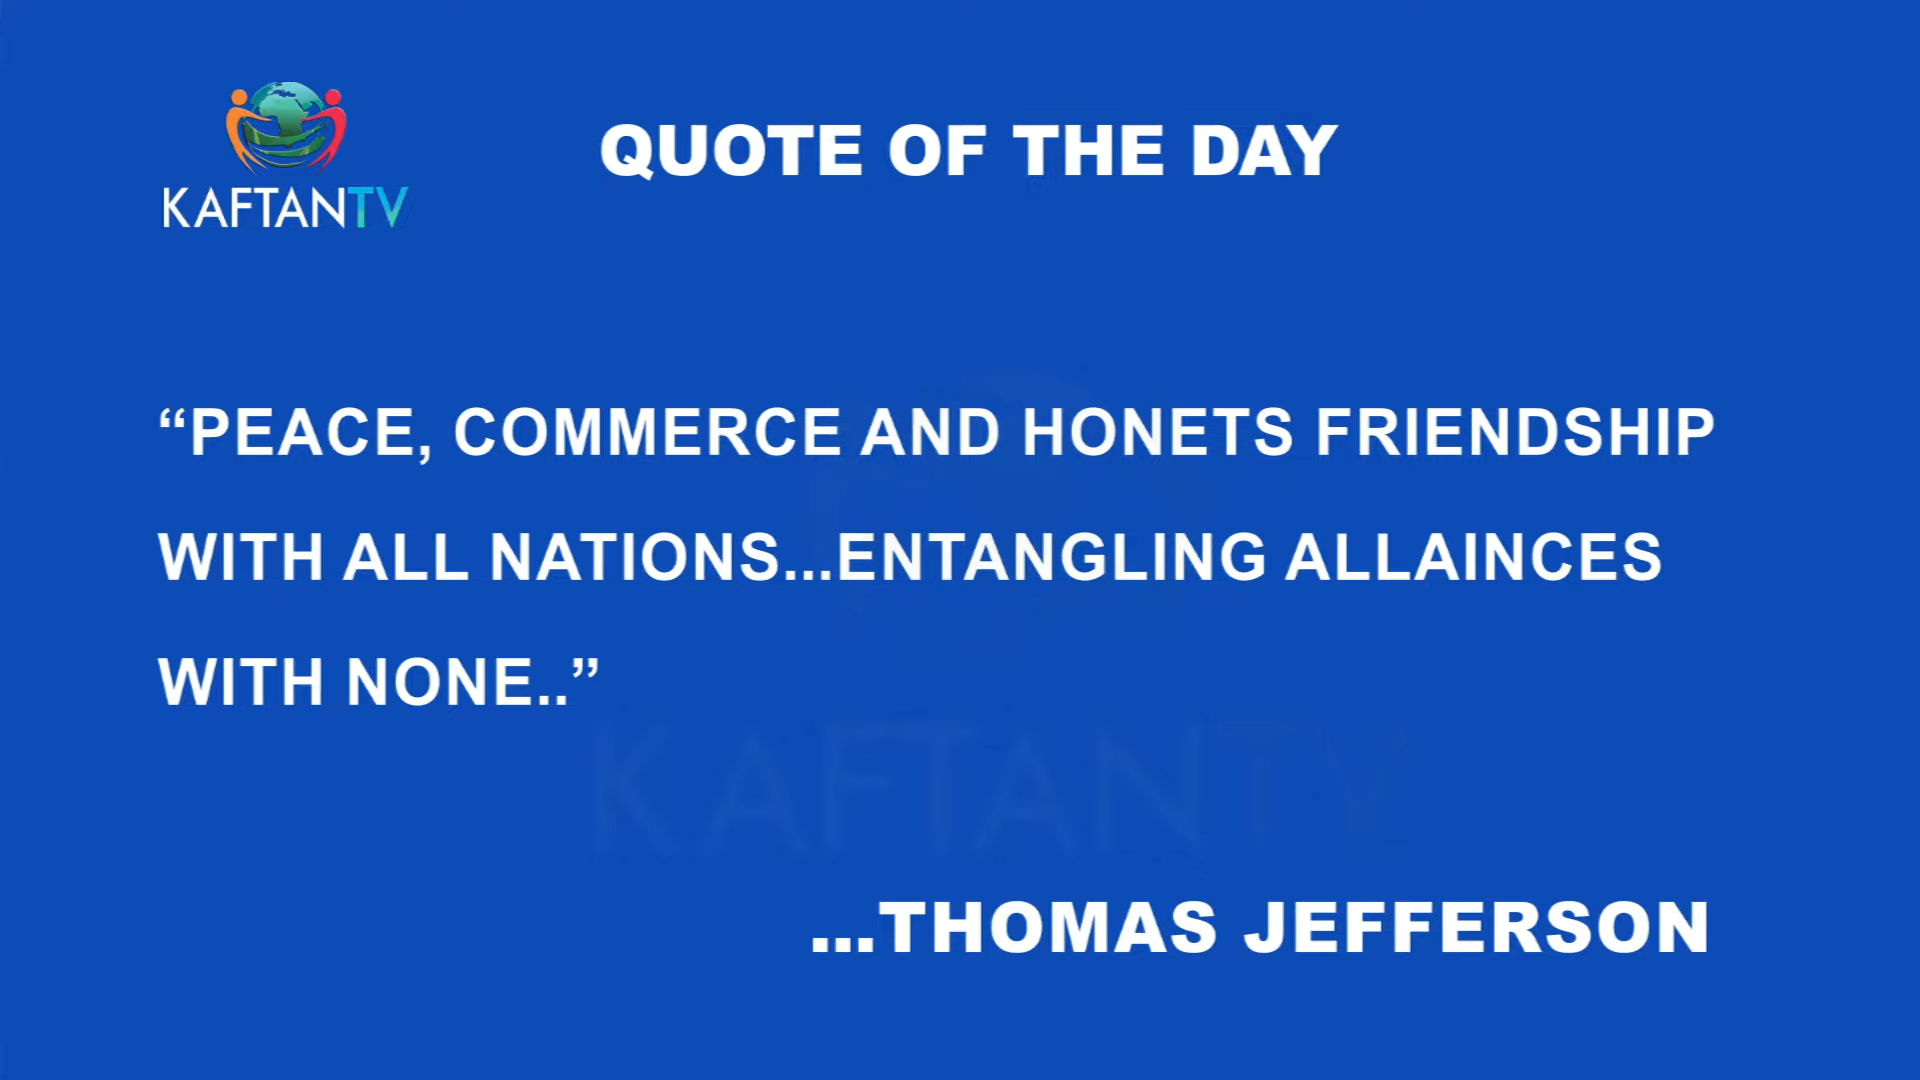 KAFTANTV
QUOTE OF THE DAY
“PEACE, COMMERCE AND HONETS FRIENDSHIP
WITH ALL NATIONS...ENTANGLING ALLAINCES
WITH NONE..”
KAFTANTV
...THOMAS JEFFERSON